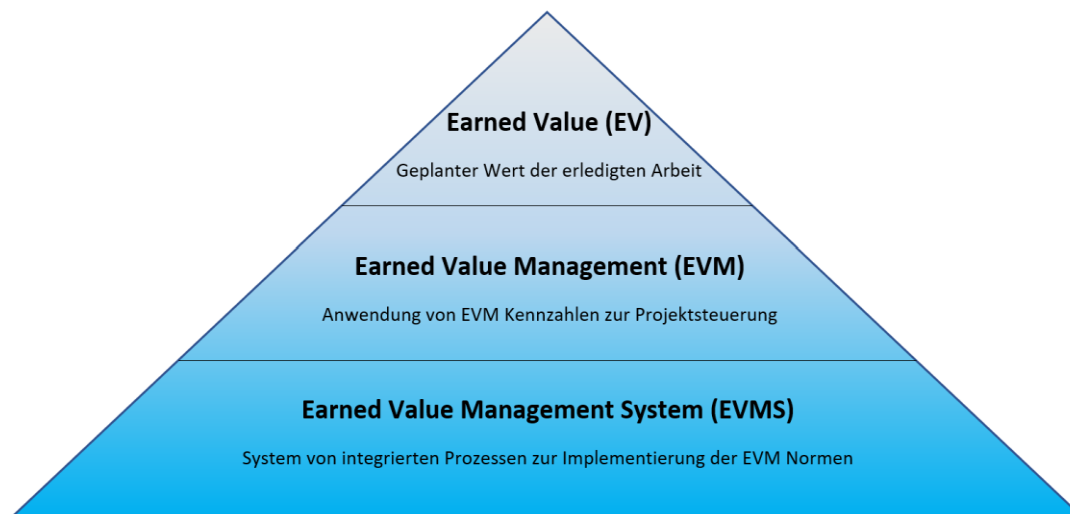 Earned Value (EV)
Geplanter Wert der erledigten Arbeit
Earned Value Management (EVM)
Anwendung von EVM Kennzahlen zur Projektsteuerung
Earned Value Management System (EVMS)
System von integrierten Prozessen zur Implementierung der EVM Normen